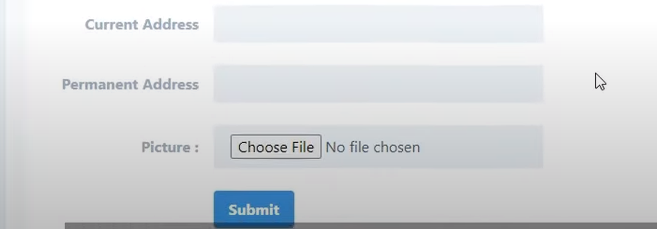 Current Address
Permanent Address
Picture : Choose File No file chosen
Submit